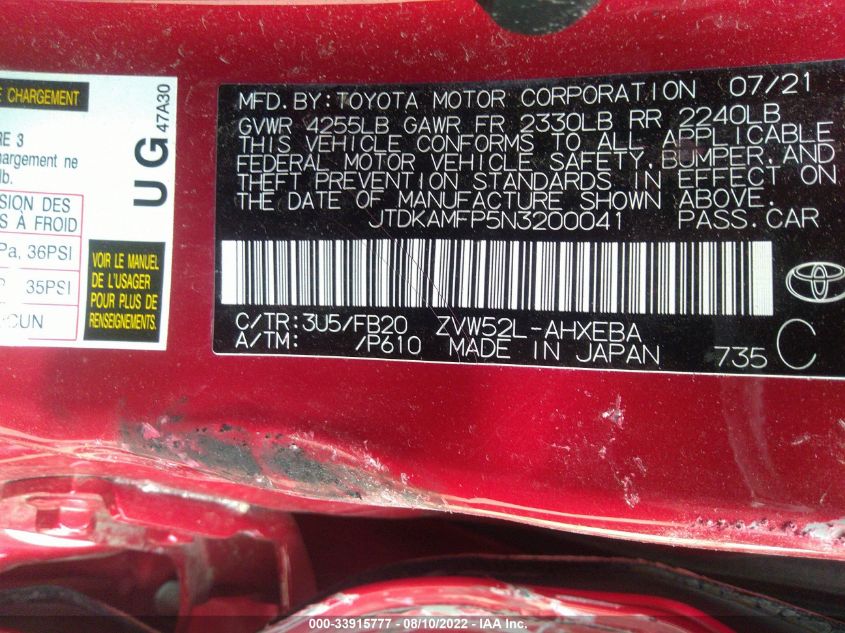 E CHARGEMENT
RE 3
hargement ne
lb.
SION DES
S À FROID
Pa, 36PSI
P 35PSI
CUN
UG
47A30
VOIR LE MANUEL
DE L'USAGER
POUR PLUS DE
RENSEIGNEMENTS.
MFD. BY: TOYOTA MOTOR CORPORATION 07/21
GVWR 4255LB GAWR FR 2330LB RR 2240LB
THIS VEHICLE CONFORMS TO ALL APPLICABLE
FEDERAL MOTOR VEHICLE SAFETY, BUMPER, AND
THEFT PREVENTION STANDARDS IN EFFECT ON
THE DATE OF MANUFACTURE SHOWN ABOVE.
JTDKAMFP5N3200041 PASS. CAR
C/TR: 3U5/FB20 ZVW52L-AHXEBA
A/TM: /P610 MADE IN JAPAN 735 C
000-33915777 - 08/10/2022 - IAA Inc.